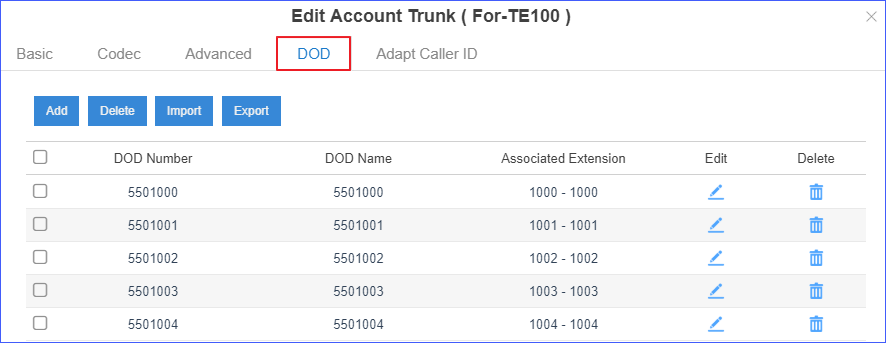 Edit Account Trunk ( For-TE100 )
Basic Codec Advanced DOD Adapt Caller ID
Add Delete Import Export
DOD Number DOD Name Associated Extension Edit Delete
5501000 5501000 1000 - 1000
5501001 5501001 1001 - 1001
5501002 5501002 1002 - 1002
5501003 5501003 1003 - 1003
5501004 5501004 1004 - 1004